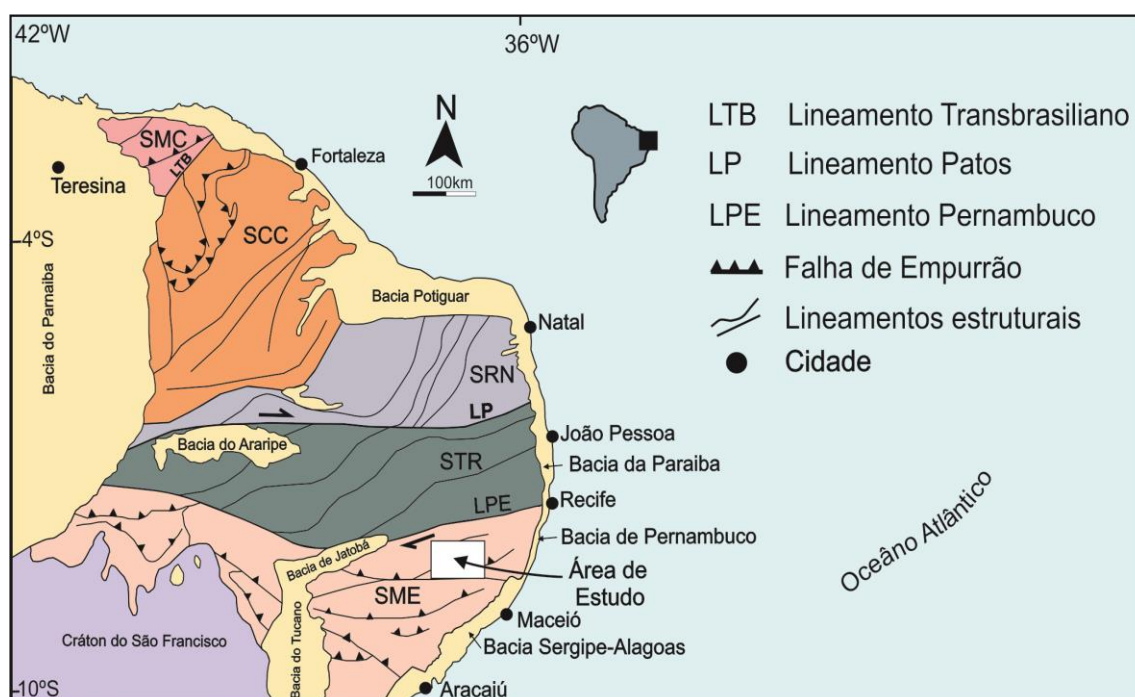 42ºW
36ºW
N
100km
LTB Lineamento Transbrasiliano
LP Lineamento Patos
LPE Lineamento Pernambuco
Falha de Empurrão
Lineamentos estruturais
Cidade
SMC
LTB
Teresina
Fortaleza
4ºS
SCC
Bacia do Parnaiba
Bacia Potiguar
Natal
SRN
LP
Bacia do Araripe
João Pessoa
STR
Bacia da Paraiba
LPE
Recife
Bacia de Pernambuco
Bacia de Jatobá
Área de
Estudo
SME
Oceâno Atlântico
Cráton do São Francisco
Bacia do Tucano
Maceió
Bacia Sergipe-Alagoas
10ºS
Aracaijú